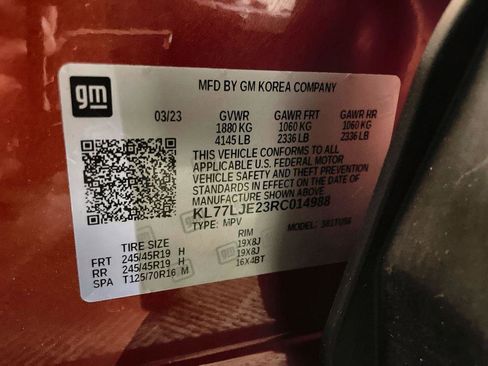 gm
MFD BY GM KOREA COMPANY
03/23 GVWR GAWR FRT GAWR RR
1880 KG 1060 KG 1060 KG
4145 LB 2336 LB 2336 LB
THIS VEHICLE CONFORMS TO ALL
APPLICABLE U.S. FEDERAL MOTOR
VEHICLE SAFETY AND THEFT PREVENTION
STANDARDS IN EFFECT ON THE DATE OF
MANUFACTURE SHOWN ABOVE.
KL77LJE23RC014988
TYPE: MPV MODEL:
TIRE SIZE RIM
FRT 245/45R19 H 19X8J
RR 245/45R19 H 19X8J
SPA T125/70R16 M 16X4BT